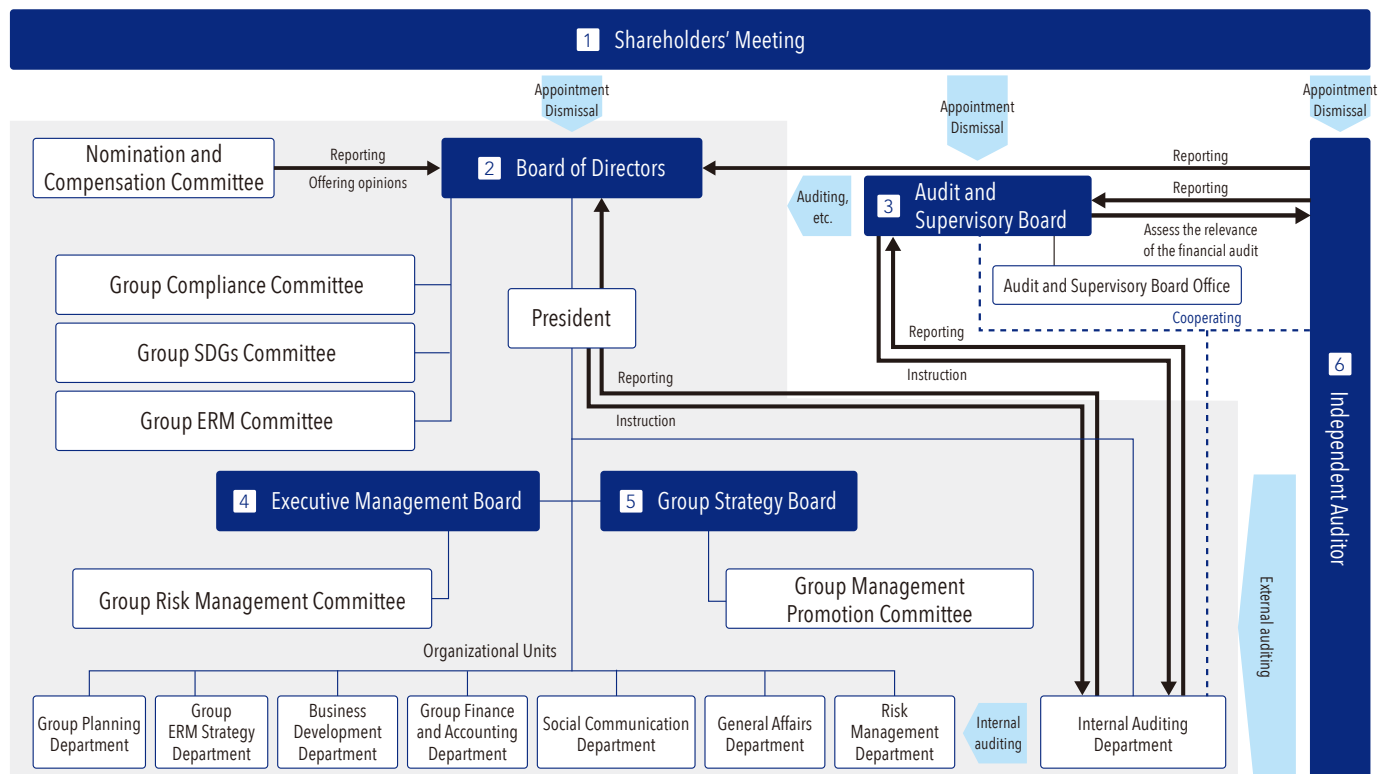 1 Shareholders' Meeting
Appointment
Dismissal
Appointment
Dismissal
Appointment
Dismissal
Nomination and
Compensation Committee
Reporting
Offering opinions
2 Board of Directors
Reporting
Auditing,
etc.
3 Audit and
Supervisory Board
Reporting
Assess the relevance
of the financial audit
Audit and Supervisory Board Office
Cooperating
Group Compliance Committee
President
Group SDGs Committee
Reporting
Instruction
Group ERM Committee
Reporting
Instruction
6 Independent Auditor
4 Executive Management Board
5 Group Strategy Board
Group Risk Management Committee
Group Management
Promotion Committee
External auditing
Organizational Units
Group Planning
Department
Group
ERM Strategy
Department
Business
Development
Department
Group Finance
and Accounting
Department
Social Communication
Department
General Affairs
Department
Risk
Management
Department
Internal
auditing
Internal Auditing
Department